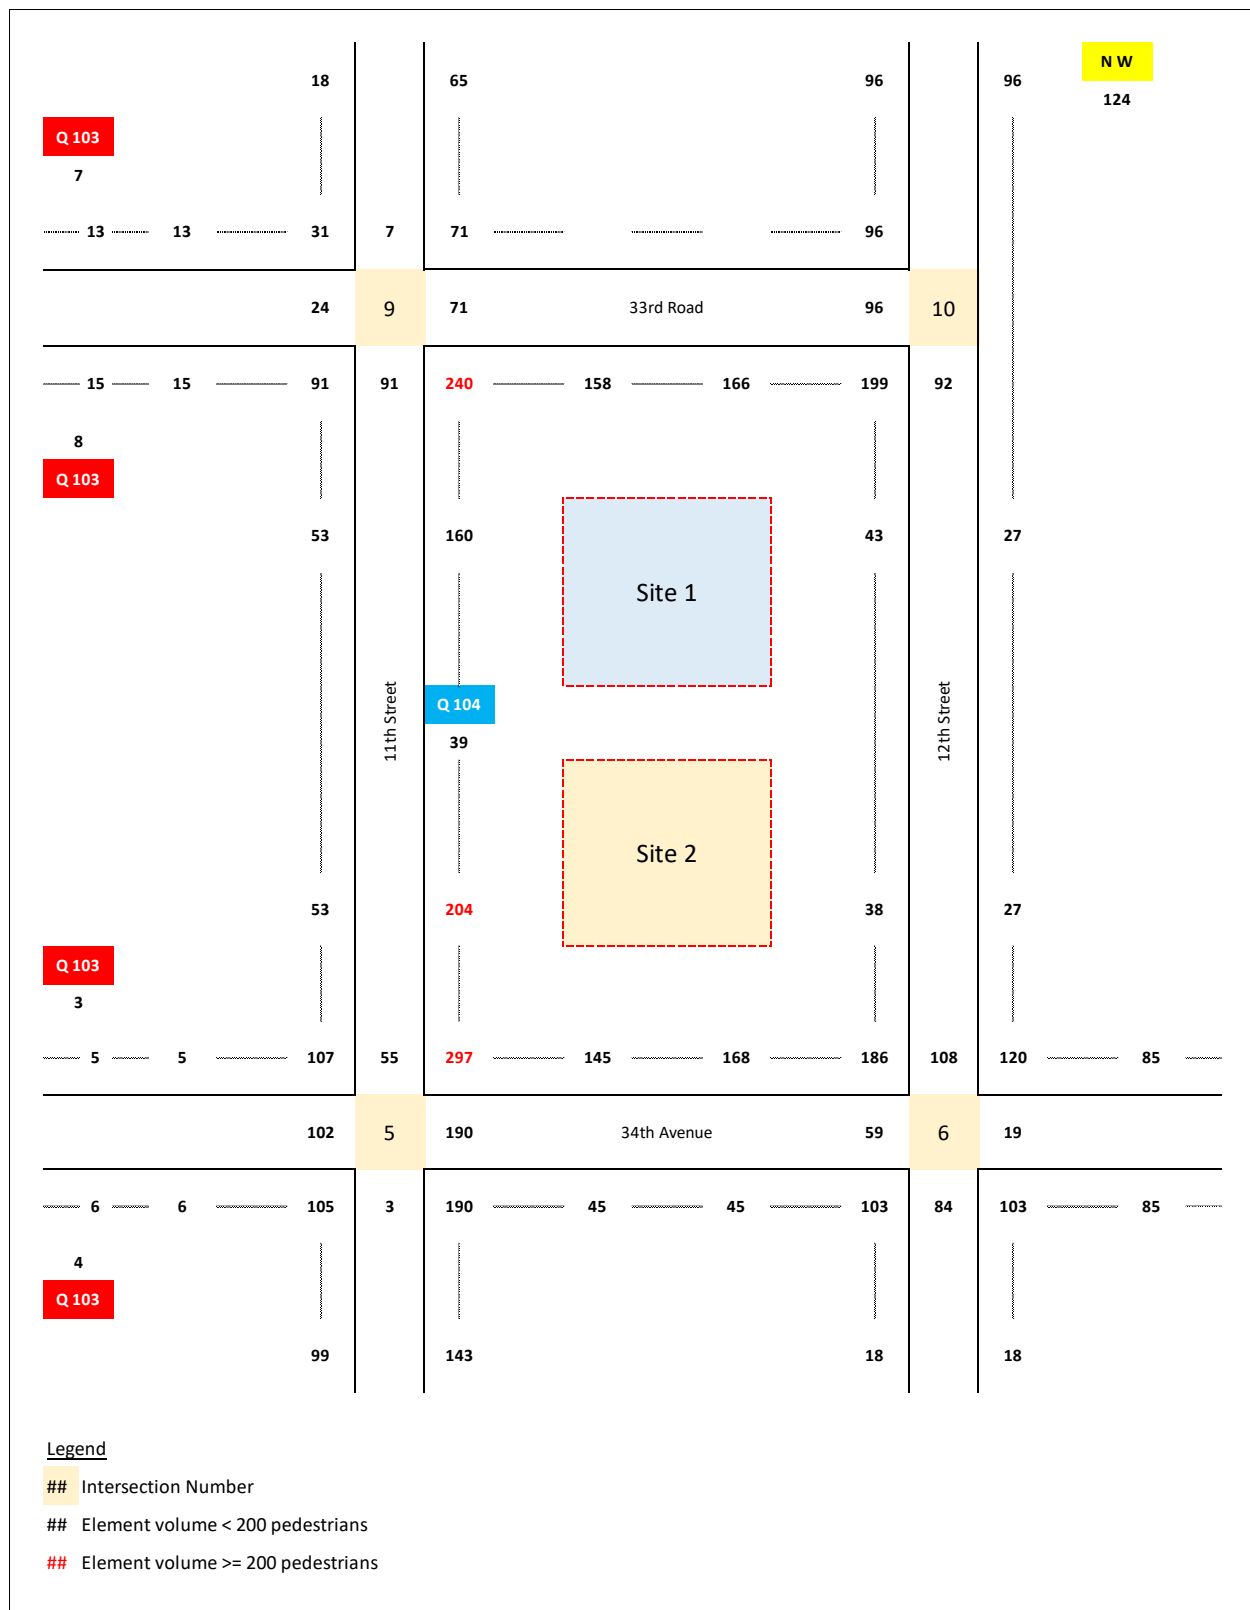 18 65 96 96 N W
124
Q 103
7
13 13 31 7 71 96
24 9 71 33rd Road 96 10
15 15 91 91 240 158 166 199 92
8
Q 103
53 160 43 27
Site 1
11th Street
Q 104
12th Street
39
Site 2
53 204 38 27
Q 103
3
5 5 107 55 297 145 168 186 108 120 85
102 5 190 34th Avenue 59 6 19
6 6 105 3 190 45 45 103 84 103 85
4
Q 103
99 143 18 18
Legend
## Intersection Number
## Element volume < 200 pedestrians
## Element volume >= 200 pedestrians